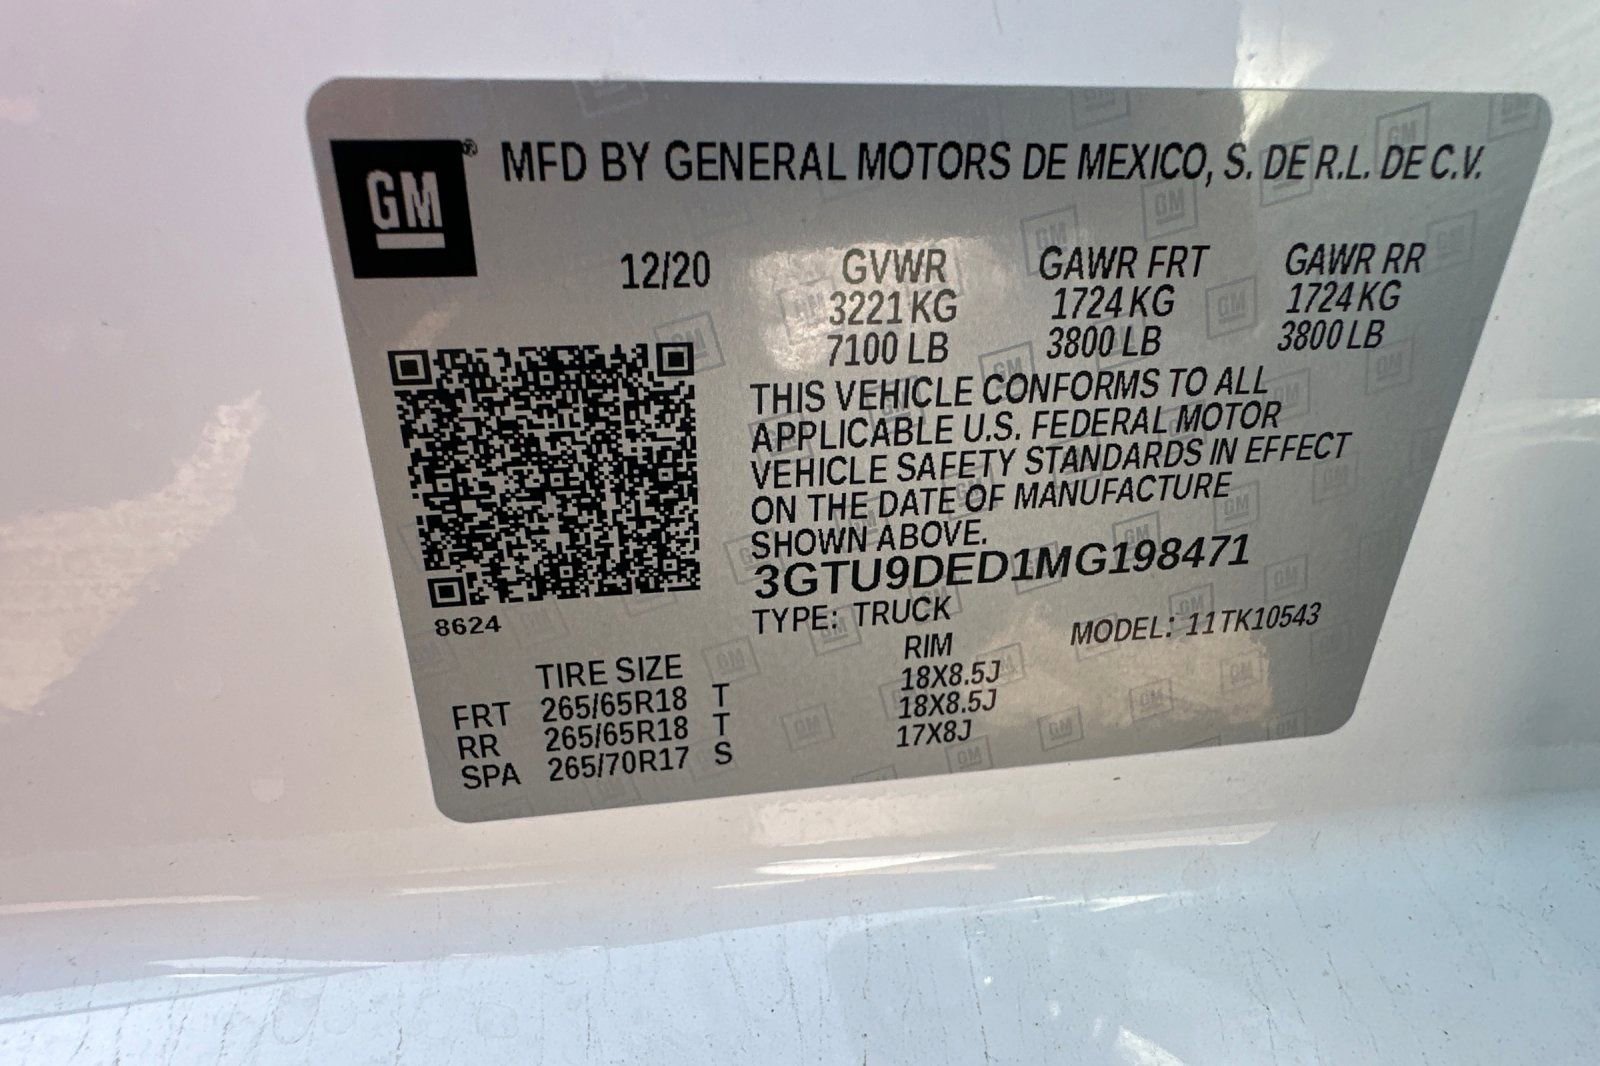 GM® MFD BY GENERAL MOTORS DE MEXICO, S. DE R.L. DE C.V.
12/20 GVWR GAWR FRT GAWR RR
3221 KG 1724 KG 1724 KG
7100 LB 3800 LB 3800 LB
THIS VEHICLE CONFORMS TO ALL
APPLICABLE U.S. FEDERAL MOTOR
VEHICLE SAFETY STANDARDS IN EFFECT
ON THE DATE OF MANUFACTURE
SHOWN ABOVE.
3GTU9DED1MG198471
8624
TYPE: TRUCK MODEL: 11TK10543
TIRE SIZE RIM
FRT 265/65R18 T 18X8.5J
RR 265/65R18 T 18X8.5J
SPA 265/70R17 S 17X8J